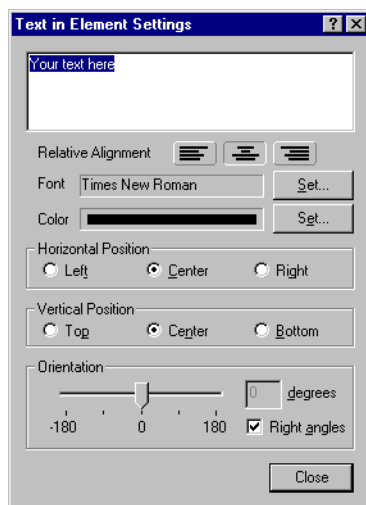 Text in Element Settings ? X
Your text here
Relative Alignment
Font Times New Roman Set...
Color Set...
Horizontal Position
Left Center Right
Vertical Position
Top Center Bottom
Orientation
0 degrees
-180 0 180 Right angles
Close